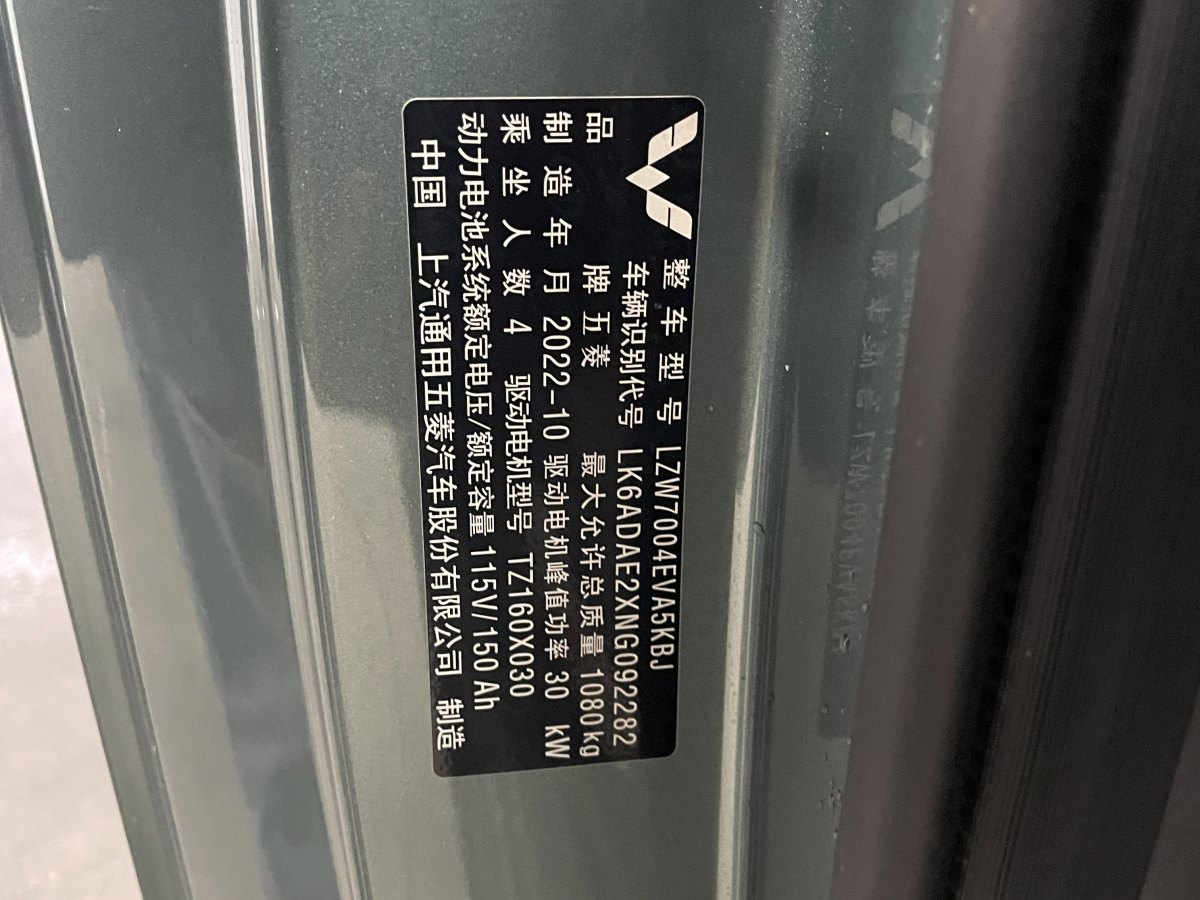 整车型号 LZW7004EVA5KBJ
车辆识别代号 LK6ADAE2XNG092282
品牌 五菱 最大允许总质量 1080kg
制造年月 2022-10 驱动电机峰值功率 30 kW
乘坐人数 4 驱动电机型号 TZ160X030
动力电池系统额定电压/额定容量 115V/150 Ah
中国 上汽通用五菱汽车股份有限公司 制造